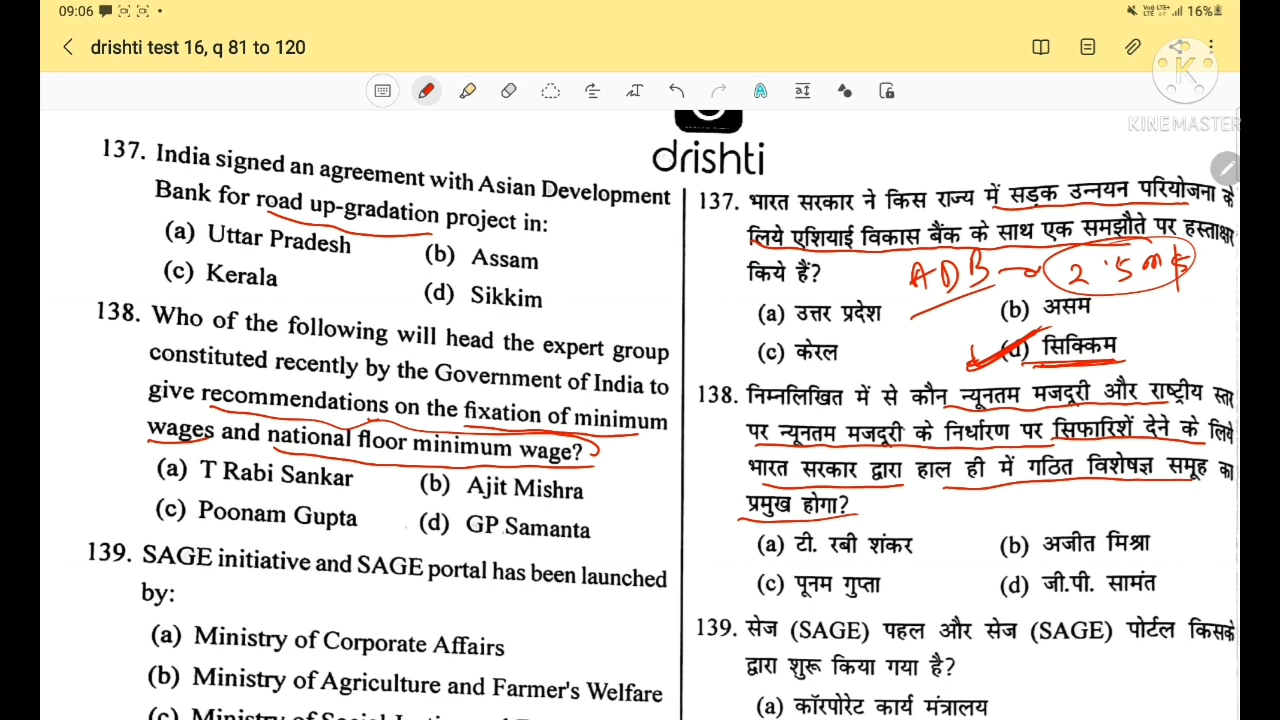 09:06
16%
drishti test 16, q 81 to 120
K
KINEMASTER
drishti
137. India signed an agreement with Asian Development
Bank for road up-gradation project in:
(a) Uttar Pradesh
(b) Assam
(c) Kerala
(d) Sikkim
138. Who of the following will head the expert group
constituted recently by the Government of India to
give recommendations on the fixation of minimum
wages and national floor minimum wage?
(a) T Rabi Sankar
(b) Ajit Mishra
(c) Poonam Gupta
(d) GP Samanta
139. SAGE initiative and SAGE portal has been launched
by:
(a) Ministry of Corporate Affairs
(b) Ministry of Agriculture and Farmer's Welfare
137. भारत सरकार ने किस राज्य में सड़क उन्नयन परियोजना के
लिये एशियाई विकास बैंक के साथ एक समझौते पर हस्ताक्षर
किये हैं?
ADB → 2.5 m $
(a) उत्तर प्रदेश
(b) असम
(c) केरल
(d) सिक्किम
138. निम्नलिखित में से कौन न्यूनतम मजदूरी और राष्ट्रीय स्तर
पर न्यूनतम मजदूरी के निर्धारण पर सिफारिशें देने के लिये
भारत सरकार द्वारा हाल ही में गठित विशेषज्ञ समूह का
प्रमुख होगा?
(a) टी. रबी शंकर
(b) अजीत मिश्रा
(c) पूनम गुप्ता
(d) जी.पी. सामंत
139. सेज (SAGE) पहल और सेज (SAGE) पोर्टल किसके
द्वारा शुरू किया गया है?
(a) कॉरपोरेट कार्य मंत्रालय